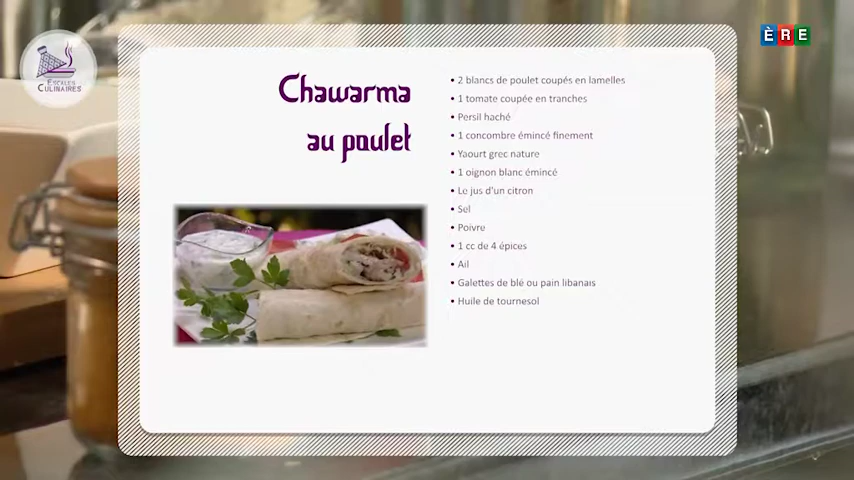 ESCALES
CULINAIRES
ÈRE
Chawarma
au poulet
• 2 blancs de poulet coupés en lamelles
• 1 tomate coupée en tranches
• Persil haché
• 1 concombre émincé finement
• Yaourt grec nature
• 1 oignon blanc émincé
• Le jus d'un citron
• Sel
• Poivre
• 1 cc de 4 épices
• Ail
• Galettes de blé ou pain libanais
• Huile de tournesol